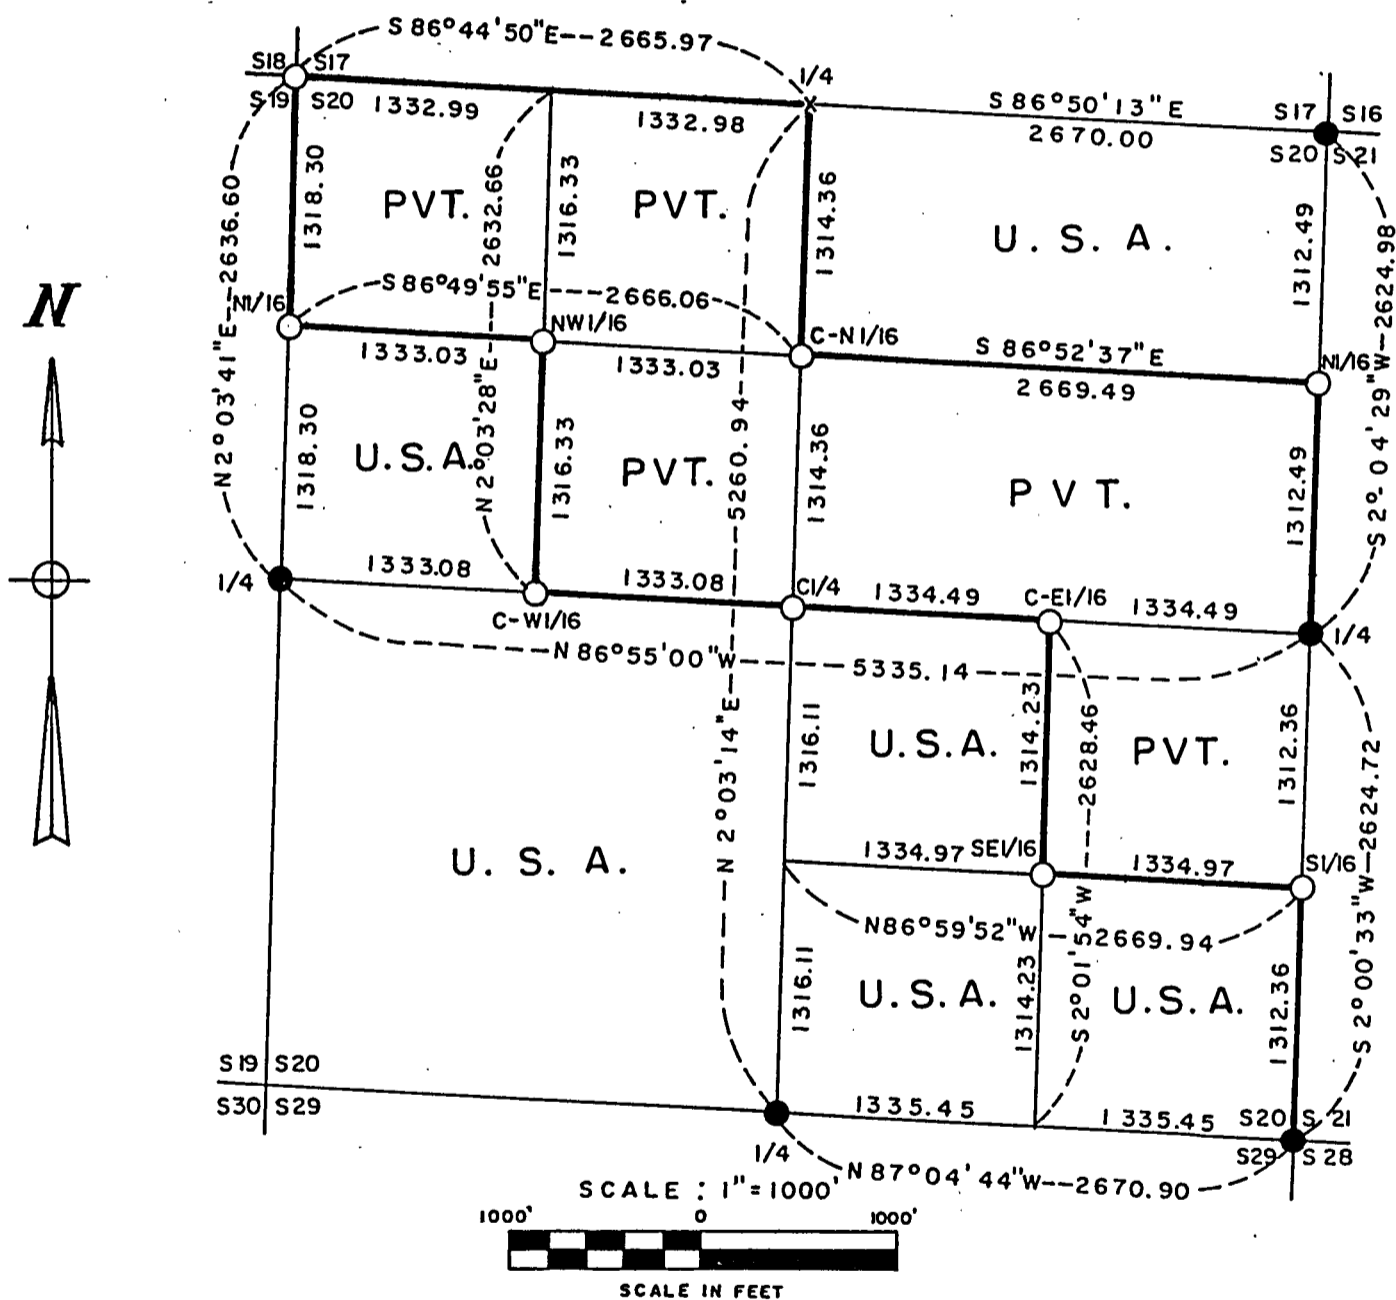 S 86°44'50"E--2665.97
1/4
S18 S17
S19 S20
1332.99
1332.98
S 86°50'13"E
2670.00
S17 S16
S20 S21
1318.30
N2°03'41"E--2636.60
PVT.
2632.66
N2°03'28"E
1316.33
PVT.
1314.36
U.S.A.
1312.49
S2°04'29"W--2624.98
N
N1/16
S 86°49'55"E----2666.06
NW1/16
C-N1/16
S 86°52'37"E
N1/16
1333.03
1333.03
2669.49
1318.30
U.S.A.
1316.33
PVT.
5260.94
N 2°03'14"E
1314.36
PVT.
1312.49
1/4
1333.08
1333.08
C1/4
1334.49
C-E1/16
1334.49
1/4
C-W1/16
N 86°55'00"W
5335.14
1316.11
U.S.A.
1314.23
2628.46
S2°01'54"W
PVT.
1312.36
S2°00'33"W--2624.72
U.S.A.
1334.97
SE1/16
1334.97
S1/16
N86°59'52"W
2669.94
1316.11
U.S.A.
1314.23
U.S.A.
1312.36
S19 S20
S30 S29
1335.45
1335.45
S20 S 21
S29 S 28
1/4
N 87°04'44"W--2670.90
SCALE : 1"=1000'
1000' 0 1000'
SCALE IN FEET